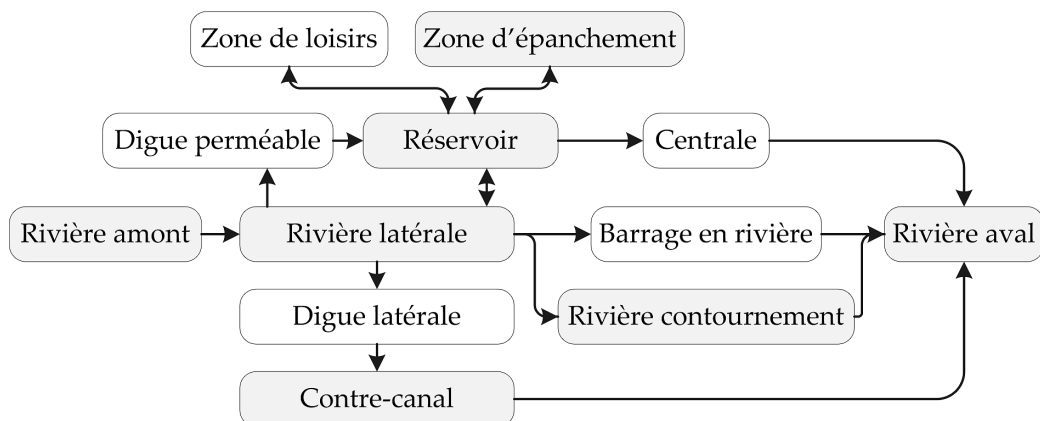 Zone de loisirs
Zone d'épanchement
Digue perméable
Réservoir
Centrale
Rivière amont
Rivière latérale
Barrage en rivière
Rivière aval
Digue latérale
Rivière contournement
Contre-canal